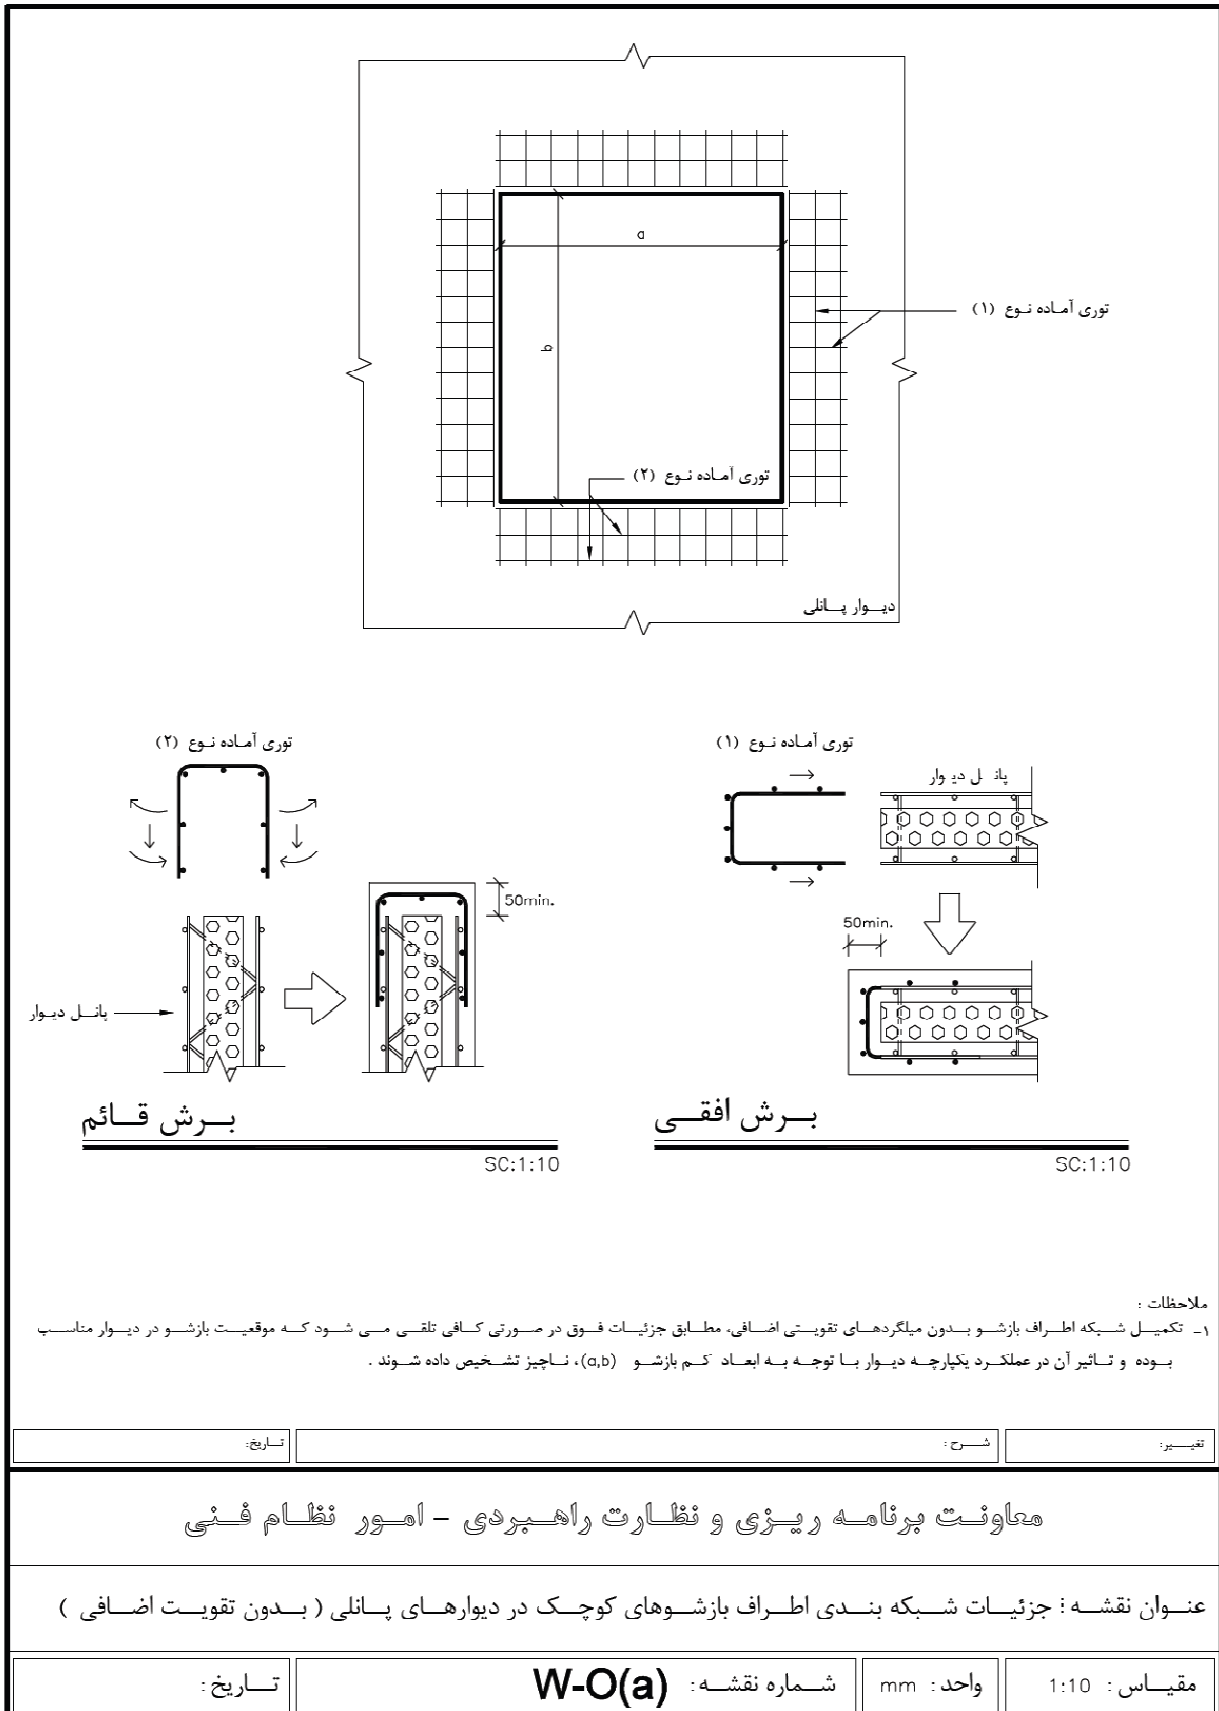 a
توری آماده نوع (۱)
b
توری آماده نوع (۲)
دیوار پانلی
توری آماده نوع (۱)
پانل دیوار
50min.
برش افقی
SC:1:10
توری آماده نوع (۲)
50min.
پانل دیوار
برش قائم
SC:1:10
ملاحظات :
۱- تکمیل شبکه اطراف بازشو بدون میلگردهای تقویتی اضافی، مطابق جزئیات فوق در صورتی کافی تلقی می شود که موقعیت بازشو در دیوار مناسب
بوده و تاثیر آن در عملکرد یکپارچه دیوار با توجه به ابعاد کم بازشو (a,b)، ناچیز تشخیص داده شوند .
تغییر: شرح : تاریخ:
معاونت برنامه ریزی و نظارت راهبردی - امور نظام فنی
عنوان نقشه : جزئیات شبکه بندی اطراف بازشوهای کوچک در دیوارهای پانلی ( بدون تقویت اضافی )
مقیاس : 1:10 واحد : mm شماره نقشه : W-O(a) تاریخ :